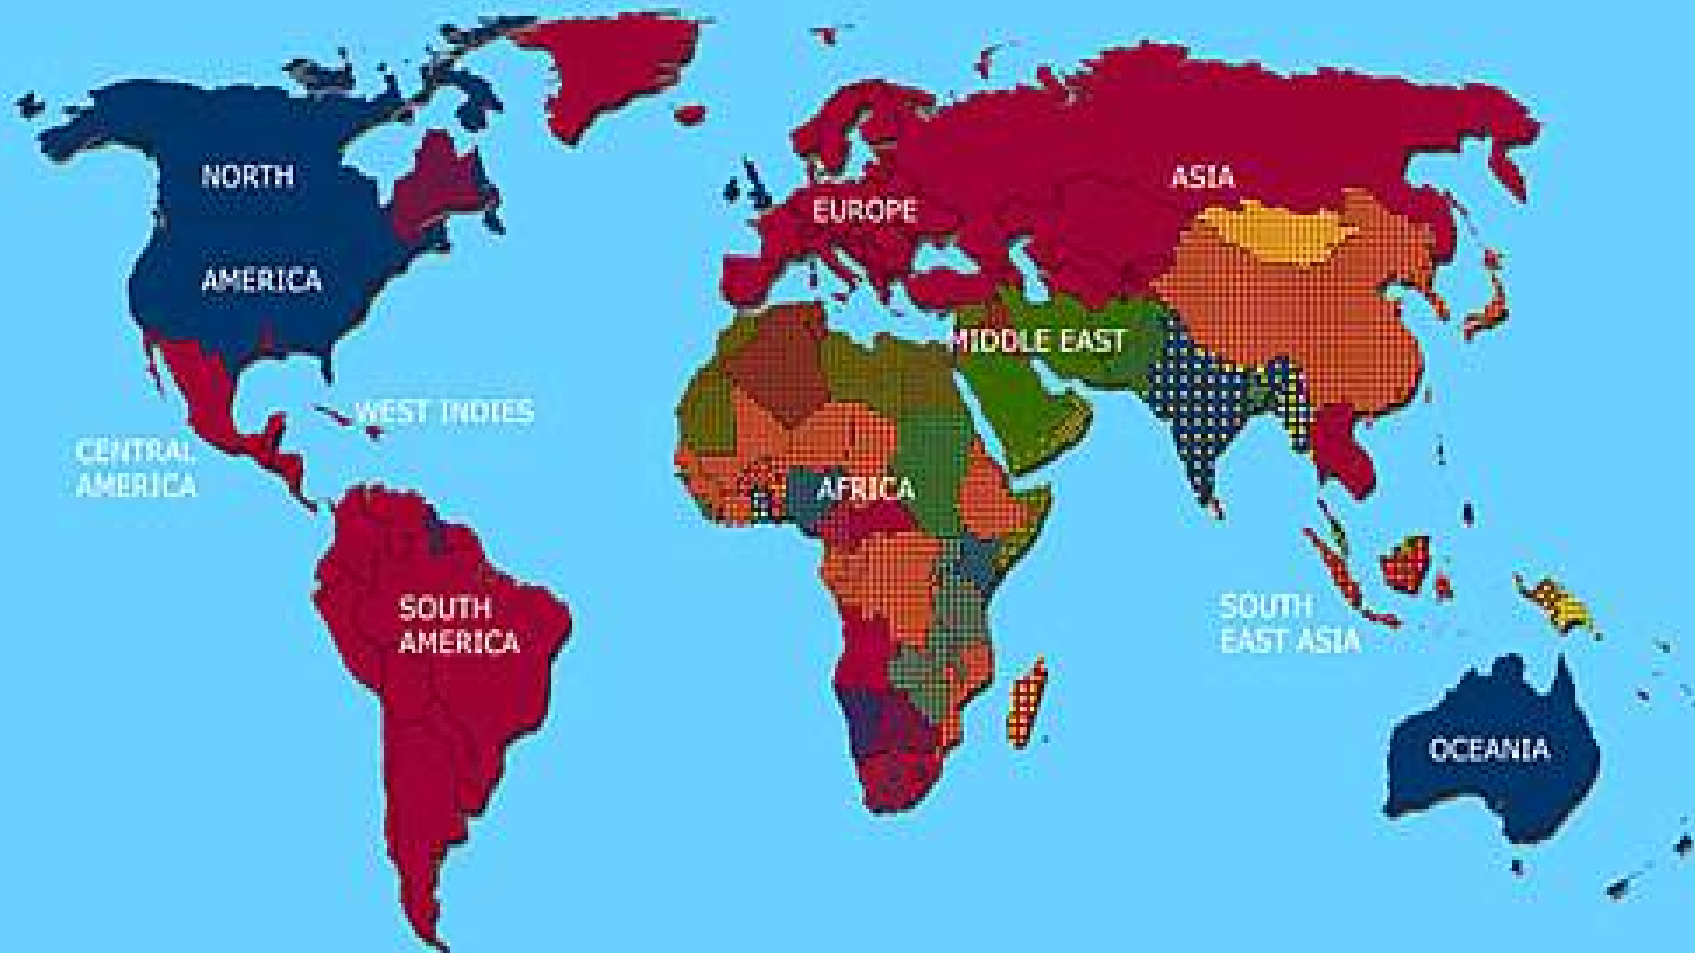 NORTH
AMERICA
ASIA
EUROPE
MIDDLE EAST
WEST INDIES
CENTRAL
AMERICA
AFRICA
SOUTH
AMERICA
SOUTH
EAST ASIA
OCEANIA